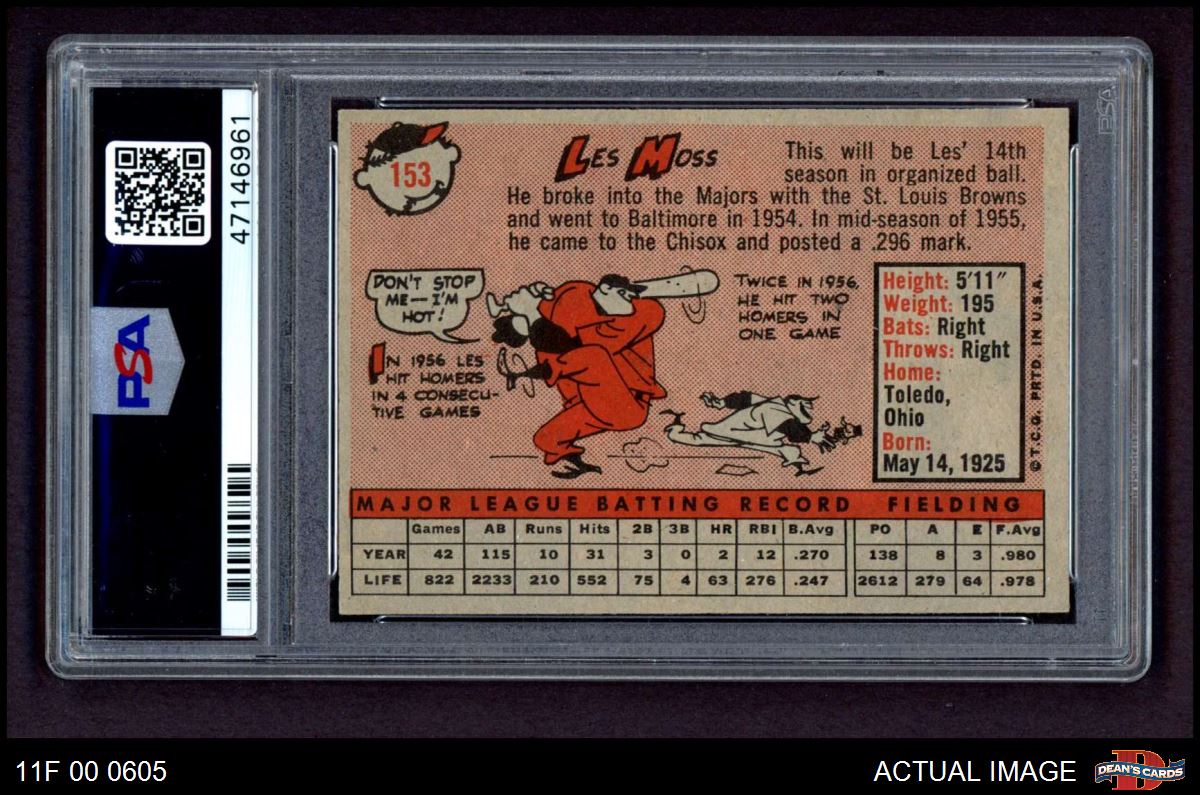 47146961
PSA
PSA
153
LES MOSS
This will be Les' 14th
season in organized ball.
He broke into the Majors with the St. Louis Browns
and went to Baltimore in 1954. In mid-season of 1955,
he came to the Chisox and posted a .296 mark.
DON'T STOP
ME—I'M
HOT!
IN 1956 LES
HIT HOMERS
IN 4 CONSECU-
TIVE GAMES
TWICE IN 1956,
HE HIT TWO
HOMERS IN
ONE GAME
Height: 5'11"
Weight: 195
Bats: Right
Throws: Right
Home:
Toledo,
Ohio
Born:
May 14, 1925
© T.C.G. PRTD. IN U.S.A.
MAJOR LEAGUE BATTING RECORD FIELDING
Games AB Runs Hits 2B 3B HR RBI B.Avg PO A E F.Avg
YEAR 42 115 10 31 3 0 2 12 .270 138 8 3 .980
LIFE 822 2233 210 552 75 4 63 276 .247 2612 279 64 .978
11F 00 0605
ACTUAL IMAGE
D
DEAN'S CARDS